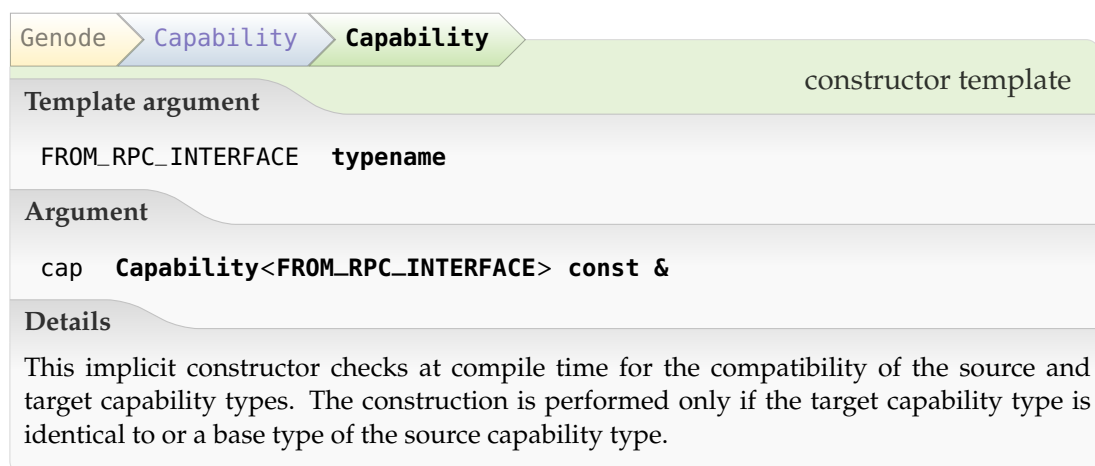 Genode Capability Capability
constructor template
Template argument
FROM_RPC_INTERFACE typename
Argument
cap Capability<FROM_RPC_INTERFACE> const &
Details
This implicit constructor checks at compile time for the compatibility of the source and
target capability types. The construction is performed only if the target capability type is
identical to or a base type of the source capability type.